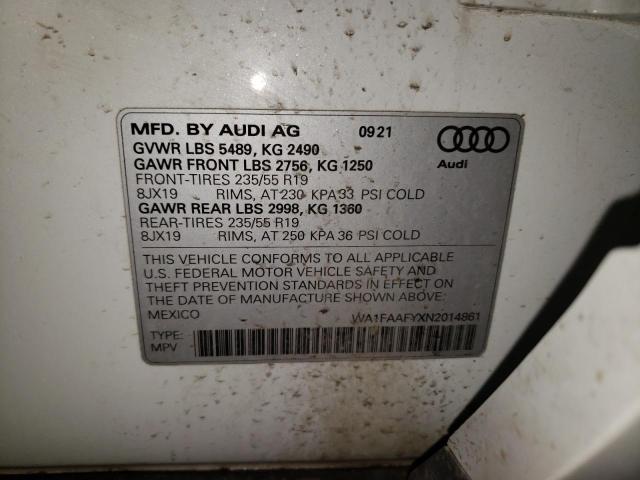 MFD. BY AUDI AG 09 21
GVWR LBS 5489, KG 2490
GAWR FRONT LBS 2756, KG 1250
FRONT-TIRES 235/55 R19
8JX19 RIMS, AT 230 KPA 33 PSI COLD
GAWR REAR LBS 2998, KG 1360
REAR-TIRES 235/55 R19
8JX19 RIMS, AT 250 KPA 36 PSI COLD
Audi
THIS VEHICLE CONFORMS TO ALL APPLICABLE
U.S. FEDERAL MOTOR VEHICLE SAFETY AND
THEFT PREVENTION STANDARDS IN EFFECT ON
THE DATE OF MANUFACTURE SHOWN ABOVE:
MEXICO WA1FAAFYXN2014861
TYPE:
MPV